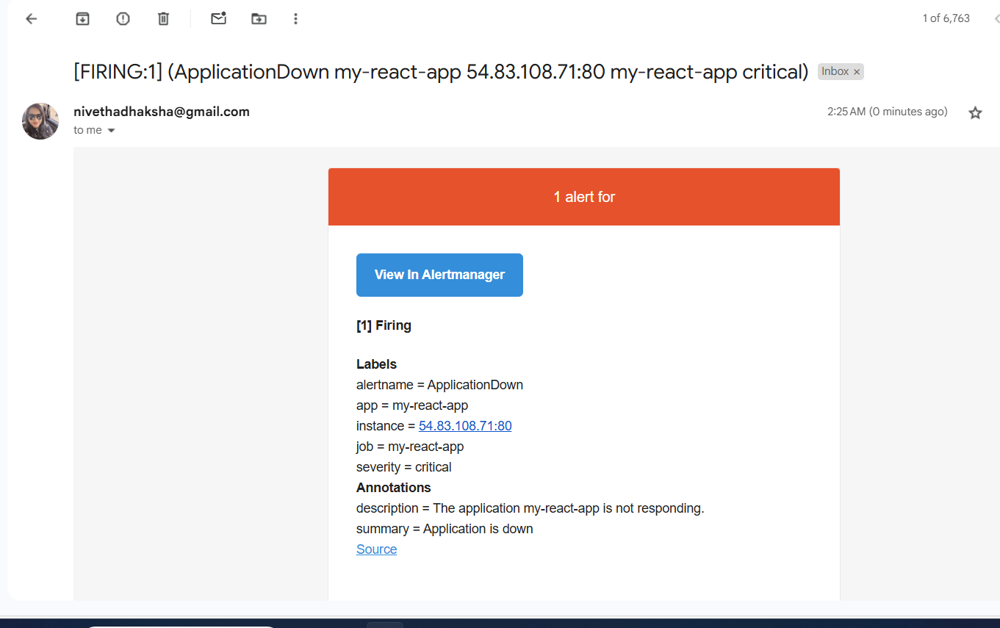 1 of 6,763
[FIRING:1] (ApplicationDown my-react-app 54.83.108.71:80 my-react-app critical)
Inbox ×
nivethadhaksha@gmail.com
2:25 AM (0 minutes ago)
to me
1 alert for
View In Alertmanager
[1] Firing
Labels
alertname = ApplicationDown
app = my-react-app
instance = 54.83.108.71:80
job = my-react-app
severity = critical
Annotations
description = The application my-react-app is not responding.
summary = Application is down
Source